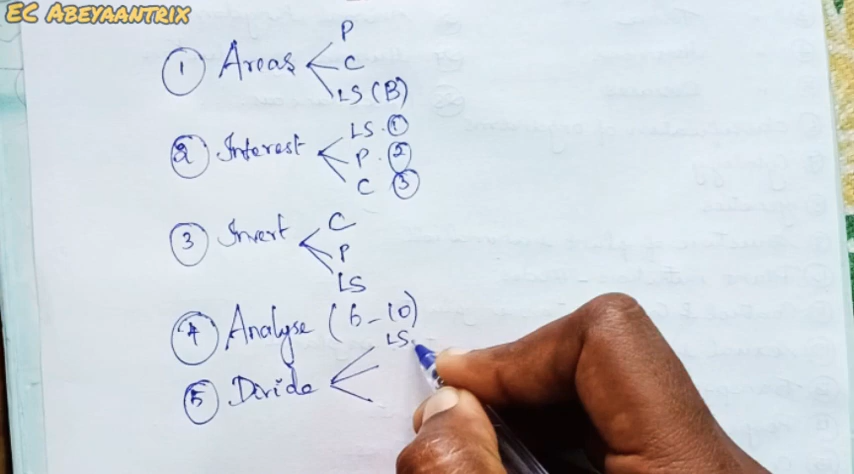 EC ABEYAANTRIX
① Areas P
C
LS (B)
② Interest LS. ①
P. ②
C ③
③ Invert C
P
LS
④ Analyse (6-10)
⑤ Divide LS.